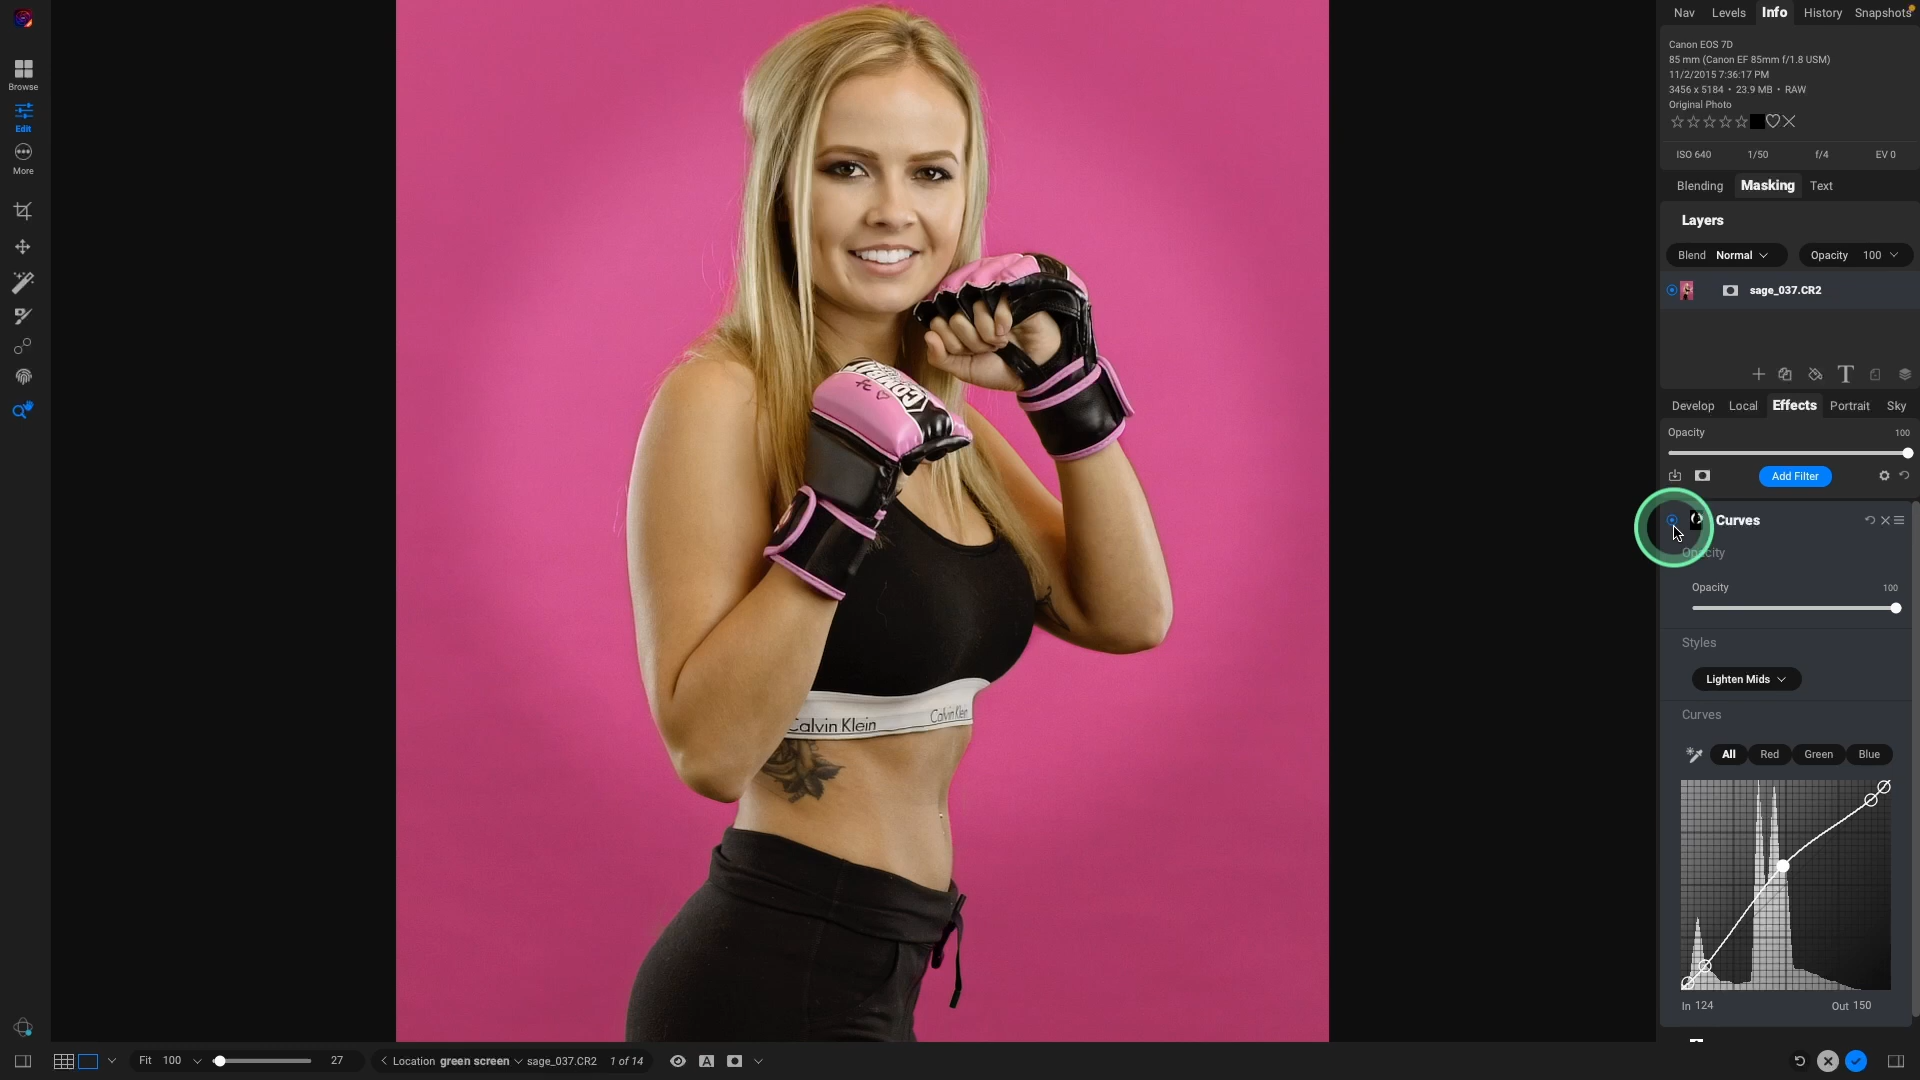 Nav Levels Info History Snapshots
Canon EOS 7D
85 mm (Canon EF 85mm f/1.8 USM)
11/2/2015 7:36:17 PM
3456 x 5184 • 23.9 MB • RAW
Original Photo
ISO 640 1/50 f/4 EV 0
Browse
Edit
More
Blending Masking Text
Layers
Blend Normal Opacity 100
sage_037.CR2
T
Develop Local Effects Portrait Sky
Opacity 100
Add Filter
Curves
Opacity
Opacity 100
Styles
Lighten Mids
Curves
All Red Green Blue
In 124 Out 150
Calvin Klein Calvin Klein
Fit 100 27 Location green screen sage_037.CR2 1 of 14 A